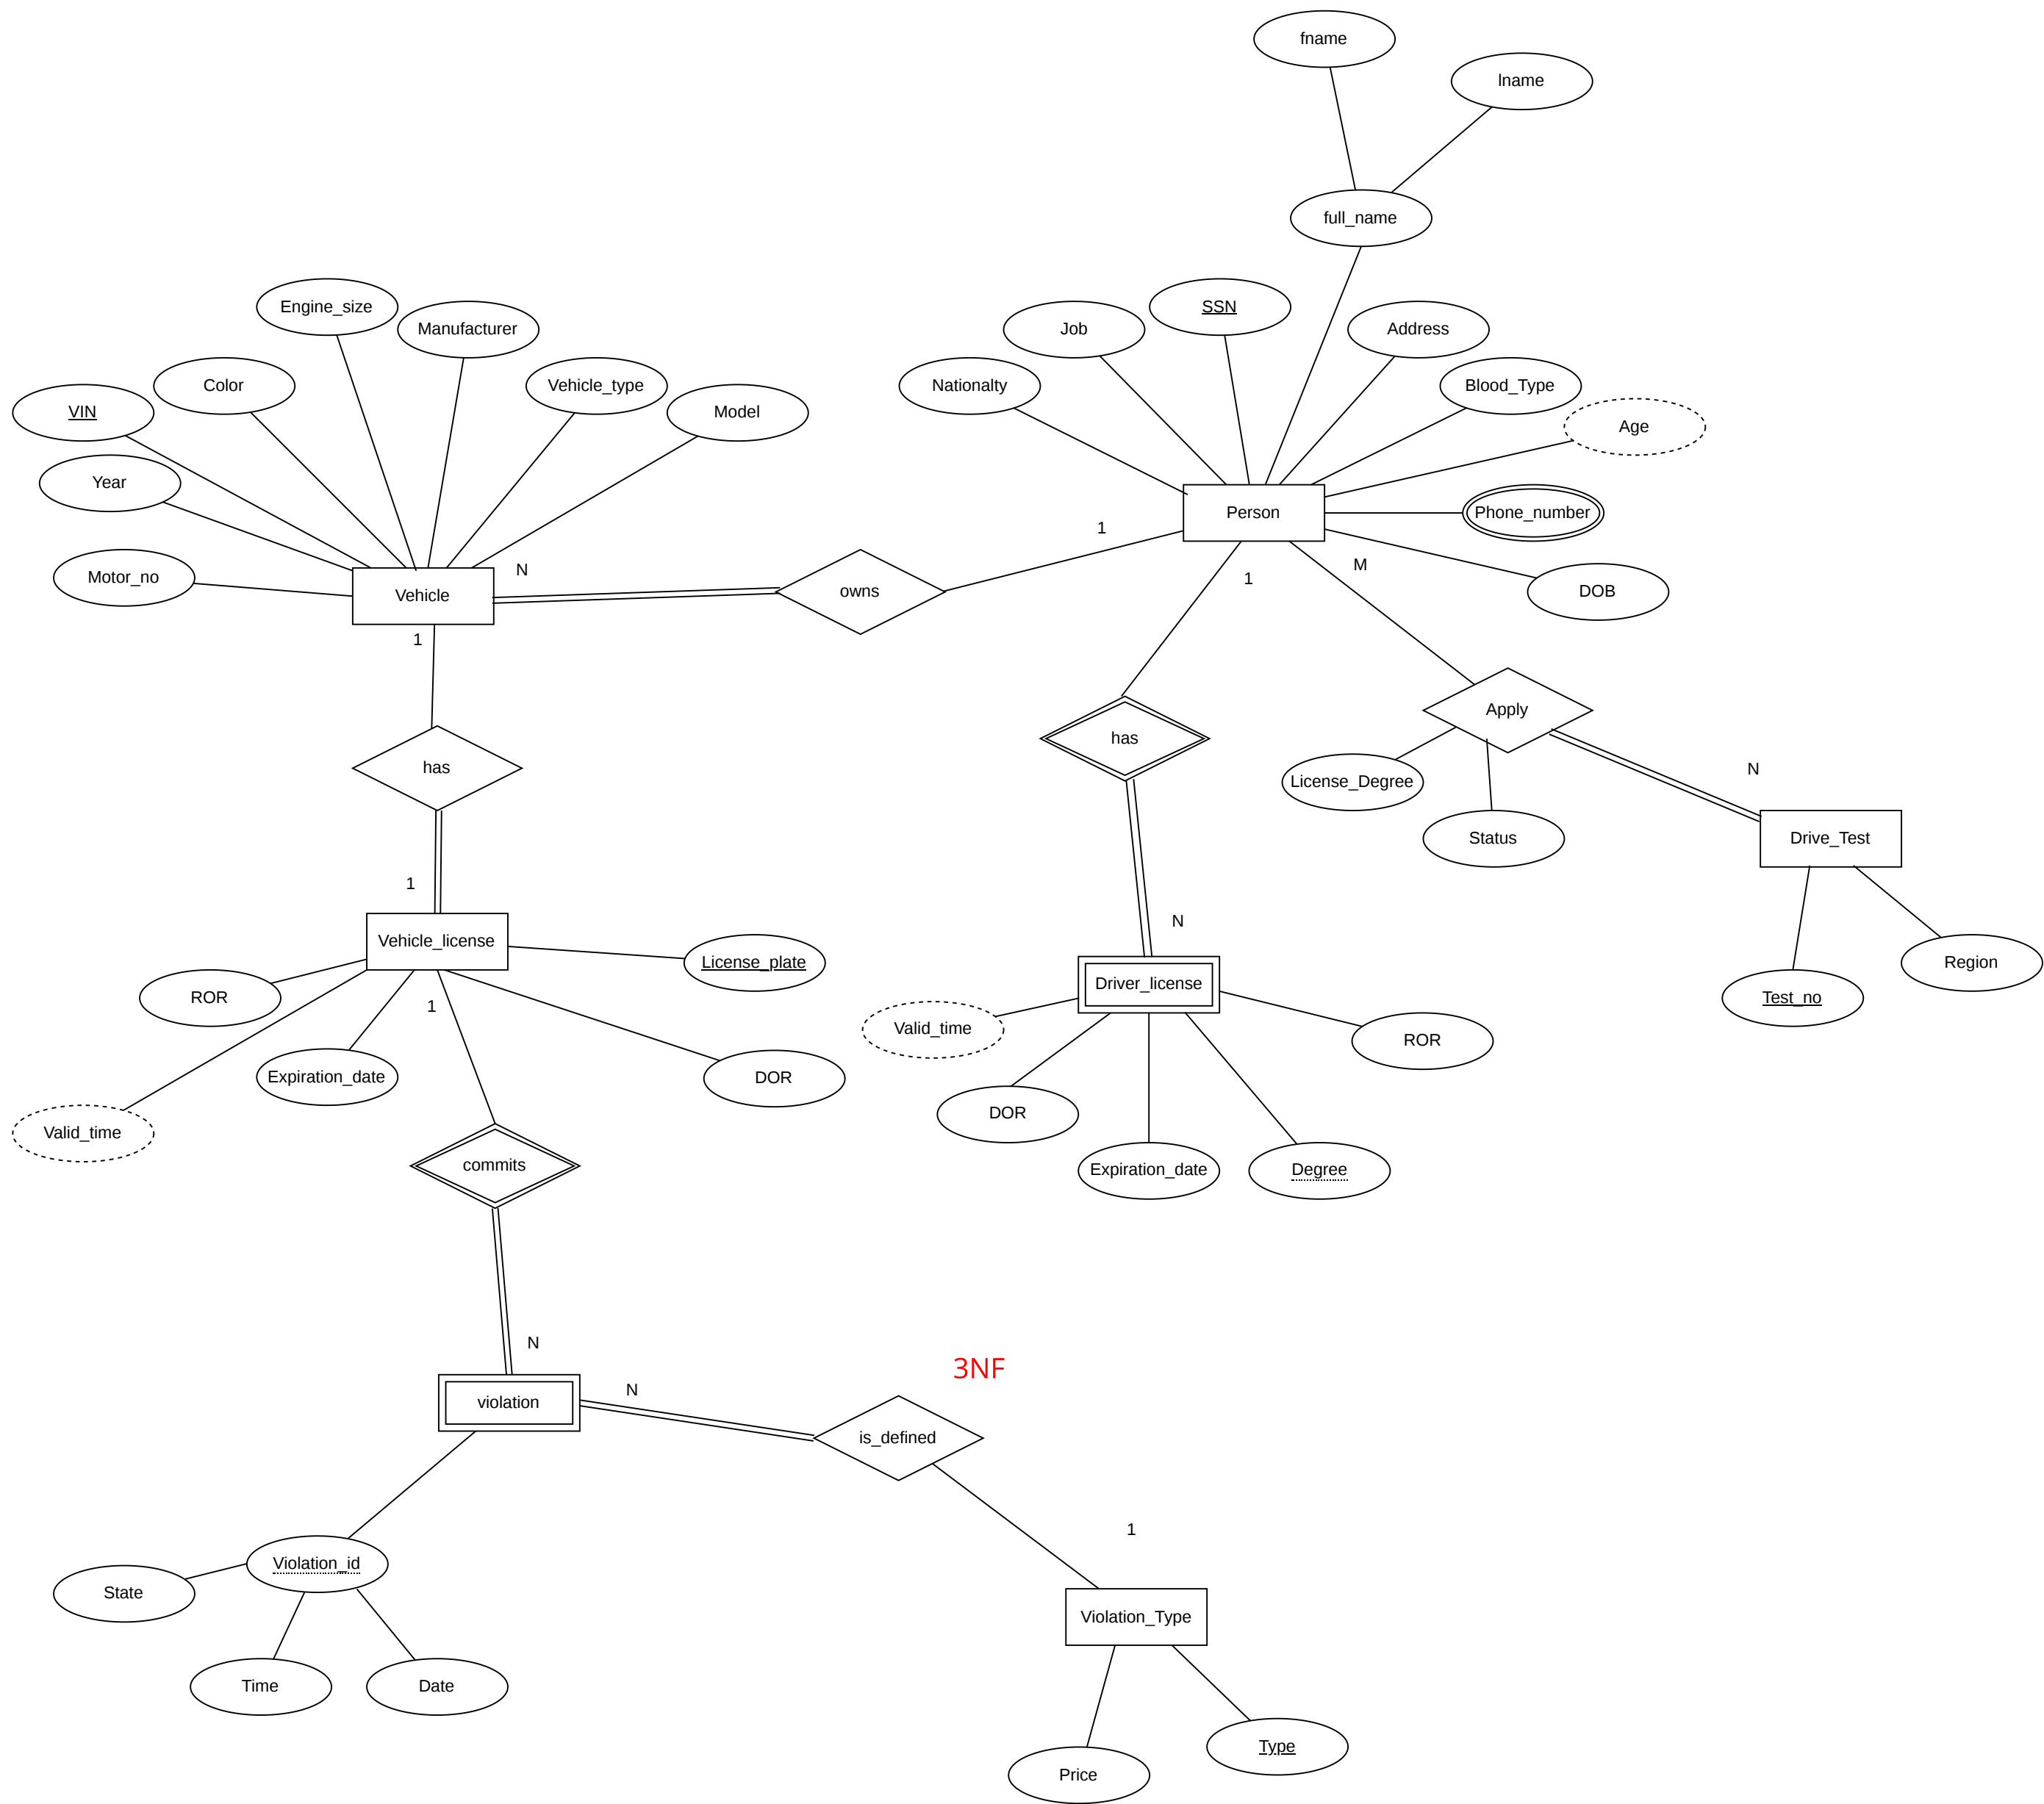 fname
lname
full_name
Engine_size
SSN
Manufacturer
Job
Address
Color
Vehicle_type
Nationalty
Blood_Type
VIN
Model
Age
Year
Person
Phone_number
1
N
M
Motor_no
1
Vehicle
owns
DOB
1
Apply
has
has
N
License_Degree
Status
Drive_Test
1
N
Vehicle_license
License_plate
Region
Driver_license
ROR
Test_no
1
Valid_time
ROR
Expiration_date
DOR
DOR
Valid_time
commits
Expiration_date
Degree
N
3NF
N
violation
is_defined
1
Violation_id
State
Violation_Type
Time
Date
Type
Price